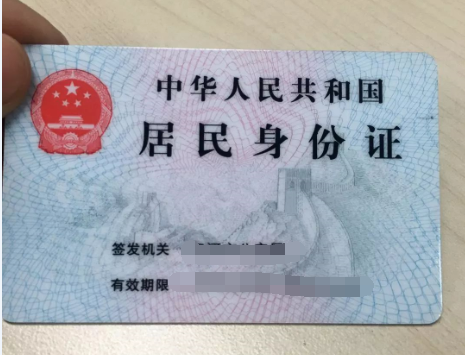 中华人民共和国
居民身份证
签发机关
有效期限